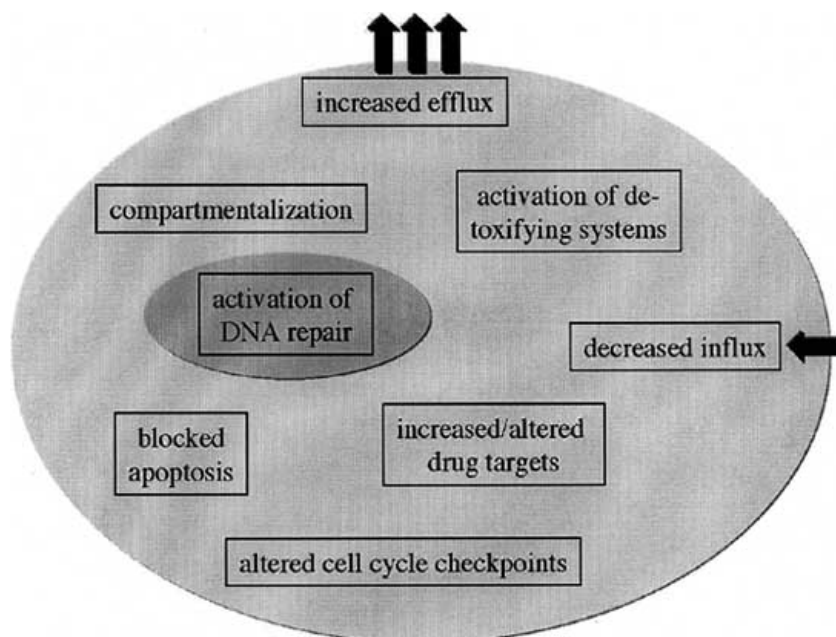 increased efflux
compartmentalization
activation of de-
toxifying systems
activation of
DNA repair
decreased influx
blocked
apoptosis
increased/altered
drug targets
altered cell cycle checkpoints